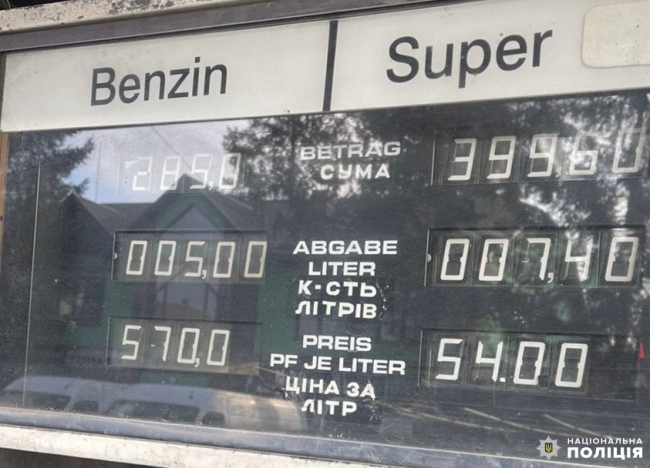 Benzin Super
285.0 BETRAG 399,60
СУМА
005,00 ABGABE 007,40
LITER
К-СТЬ
ЛІТРІВ
570,0 PREIS 54.00
PF JE LITER
ЦІНА ЗА
ЛІТР
НАЦІОНАЛЬНА
ПОЛІЦІЯ